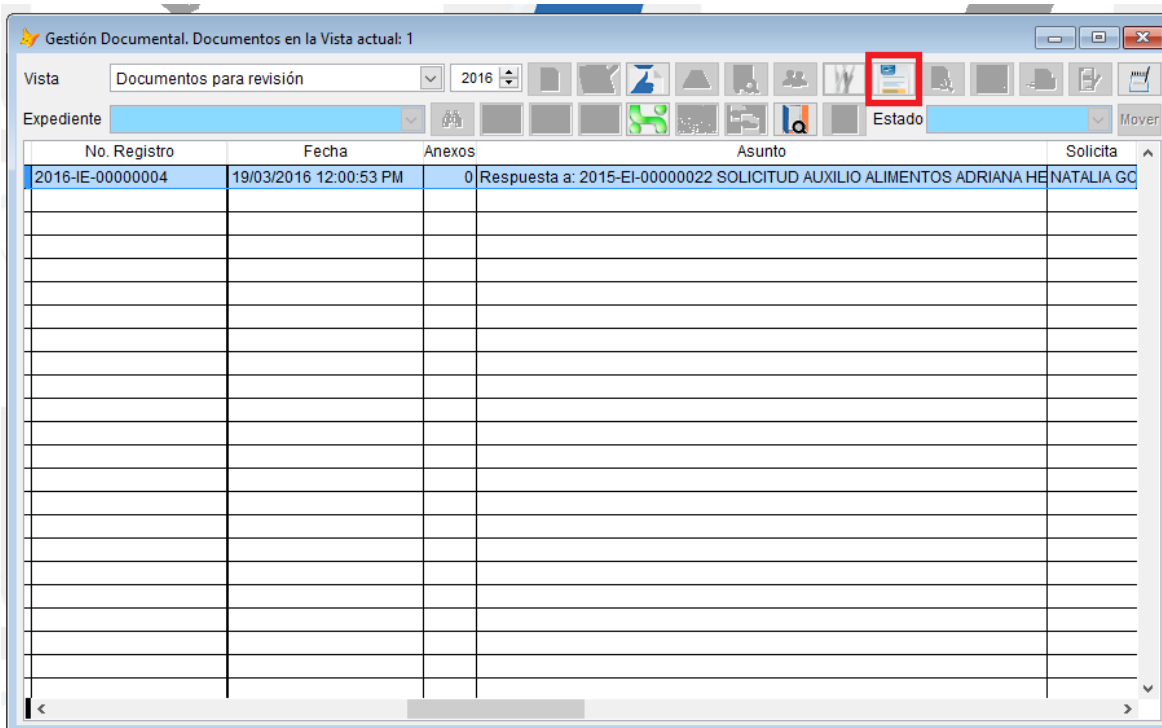 Gestión Documental. Documentos en la Vista actual: 1
Vista Documentos para revisión 2016
Expediente Estado Mover
No. Registro Fecha Anexos Asunto Solicita
2016-IE-00000004 19/03/2016 12:00:53 PM 0 Respuesta a: 2015-EI-00000022 SOLICITUD AUXILIO ALIMENTOS ADRIANA HE NATALIA GO